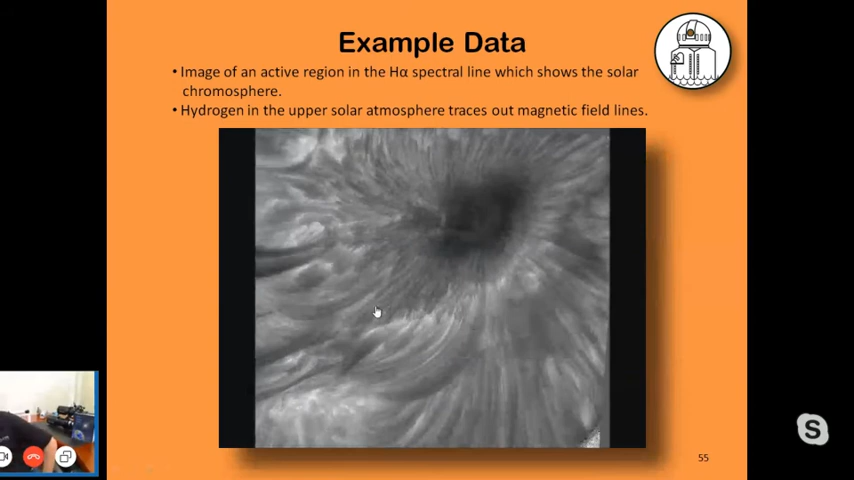 Example Data
• Image of an active region in the Hα spectral line which shows the solar
chromosphere.
• Hydrogen in the upper solar atmosphere traces out magnetic field lines.
55
S